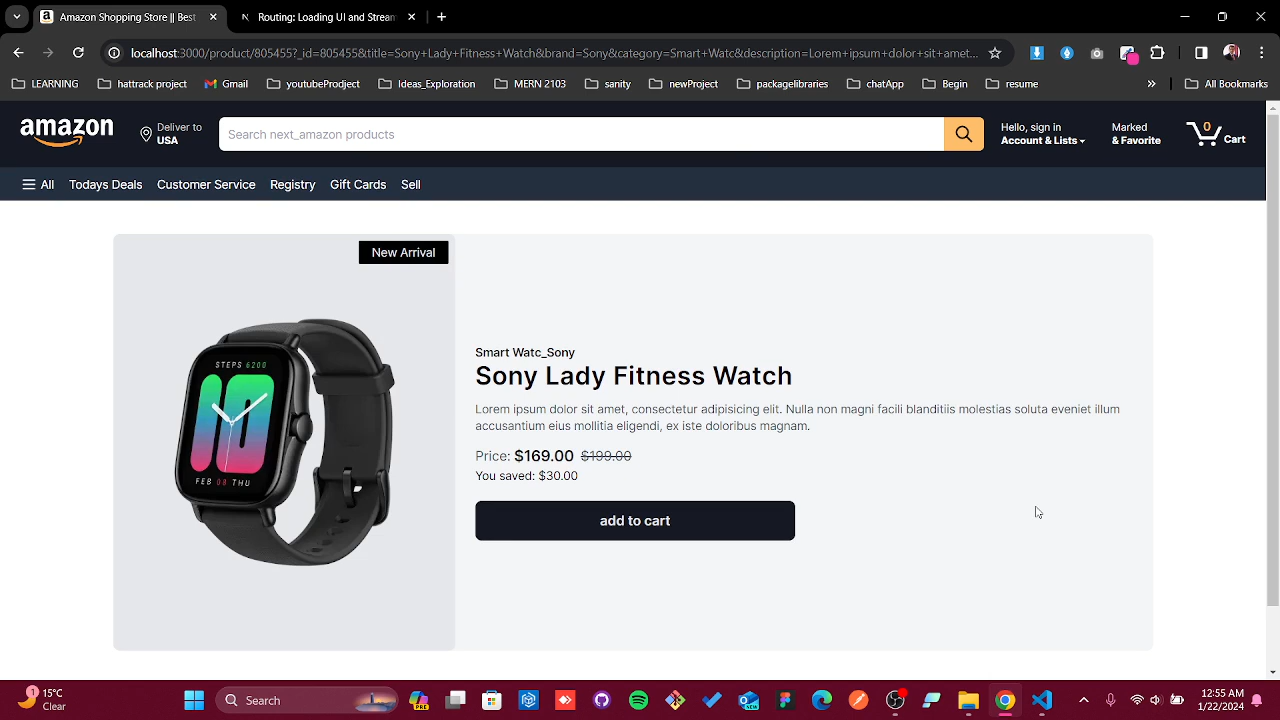 Amazon Shopping Store || Best
Routing: Loading UI and Stream
localhost:3000/product/805455?_id=805455&title=Sony+Lady+Fitness+Watch&brand=Sony&category=Smart+Watc&description=Lorem+ipsum+dolor+sit+amet...
LEARNING
hattrack project
Gmail
youtubeProdject
Ideas_Exploration
MERN 2103
sanity
newProject
packagelibraries
chatApp
Begin
resume
All Bookmarks
amazon
Deliver to
USA
Search next_amazon products
Hello, sign in
Account & Lists
Marked
& Favorite
0
Cart
All
Todays Deals
Customer Service
Registry
Gift Cards
Sell
New Arrival
STEPS 6200
10
FEB 08 THU
Smart Watc_Sony
Sony Lady Fitness Watch
Lorem ipsum dolor sit amet, consectetur adipisicing elit. Nulla non magni facili blanditiis molestias soluta eveniet illum
accusantium eius mollitia eligendi, ex iste doloribus magnam.
Price: $169.00 $199.00
You saved: $30.00
add to cart
1
15°C
Clear
Search
PRE
12:55 AM
1/22/2024